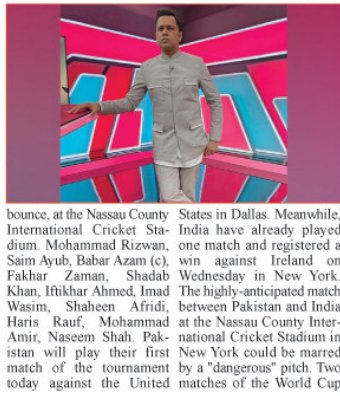 bounce, at the Nassau County
International Cricket Sta-
dium. Mohammad Rizwan,
Saim Ayub, Babar Azam (c),
Fakhar Zaman, Shadab
Khan, Iftikhar Ahmed, Imad
Wasim, Shaheen Afridi,
Haris Rauf, Mohammad
Amir, Naseem Shah. Pak-
istan will play their first
match of the tournament
today against the United
States in Dallas. Meanwhile,
India have already played
one match and registered a
win against Ireland on
Wednesday in New York.
The highly-anticipated match
between Pakistan and India
at the Nassau County Inter-
national Cricket Stadium in
New York could be marred
by a "dangerous" pitch. Two
matches of the World Cup